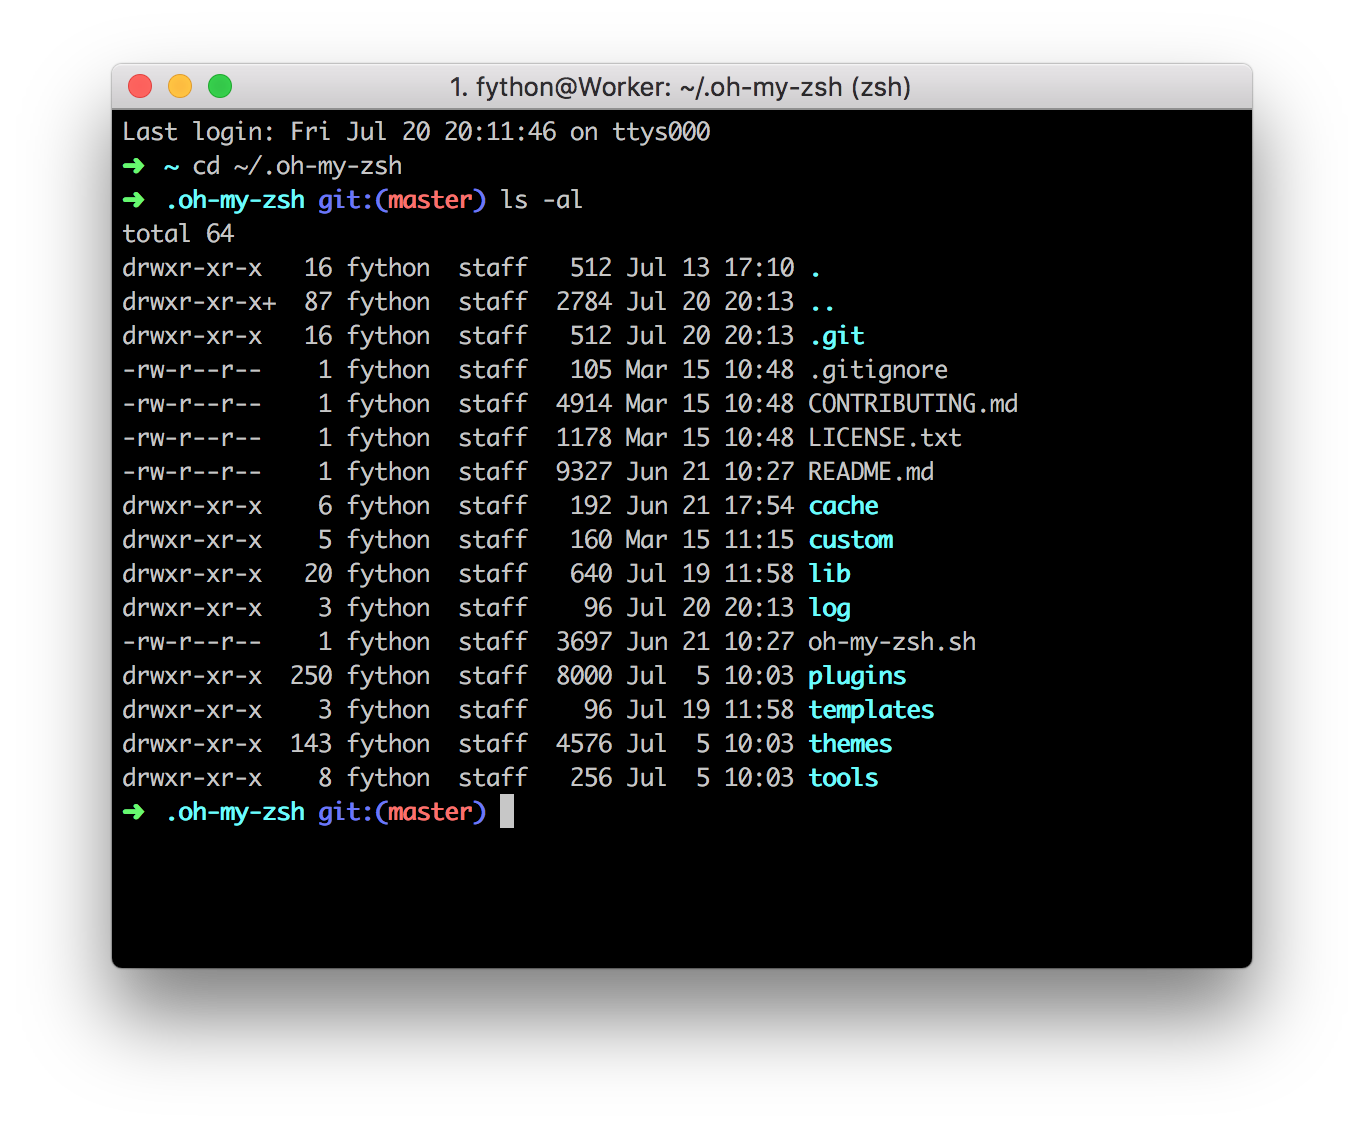 1. fython@Worker: ~/.oh-my-zsh (zsh)
Last login: Fri Jul 20 20:11:46 on ttys000
➜  ~ cd ~/.oh-my-zsh
➜  .oh-my-zsh git:(master) ls -al
total 64
drwxr-xr-x   16 fython  staff   512 Jul 13 17:10 .
drwxr-xr-x+  87 fython  staff  2784 Jul 20 20:13 ..
drwxr-xr-x   16 fython  staff   512 Jul 20 20:13 .git
-rw-r--r--    1 fython  staff   105 Mar 15 10:48 .gitignore
-rw-r--r--    1 fython  staff  4914 Mar 15 10:48 CONTRIBUTING.md
-rw-r--r--    1 fython  staff  1178 Mar 15 10:48 LICENSE.txt
-rw-r--r--    1 fython  staff  9327 Jun 21 10:27 README.md
drwxr-xr-x    6 fython  staff   192 Jun 21 17:54 cache
drwxr-xr-x    5 fython  staff   160 Mar 15 11:15 custom
drwxr-xr-x   20 fython  staff   640 Jul 19 11:58 lib
drwxr-xr-x    3 fython  staff    96 Jul 20 20:13 log
-rw-r--r--    1 fython  staff  3697 Jun 21 10:27 oh-my-zsh.sh
drwxr-xr-x  250 fython  staff  8000 Jul  5 10:03 plugins
drwxr-xr-x    3 fython  staff    96 Jul 19 11:58 templates
drwxr-xr-x  143 fython  staff  4576 Jul  5 10:03 themes
drwxr-xr-x    8 fython  staff   256 Jul  5 10:03 tools
➜  .oh-my-zsh git:(master)